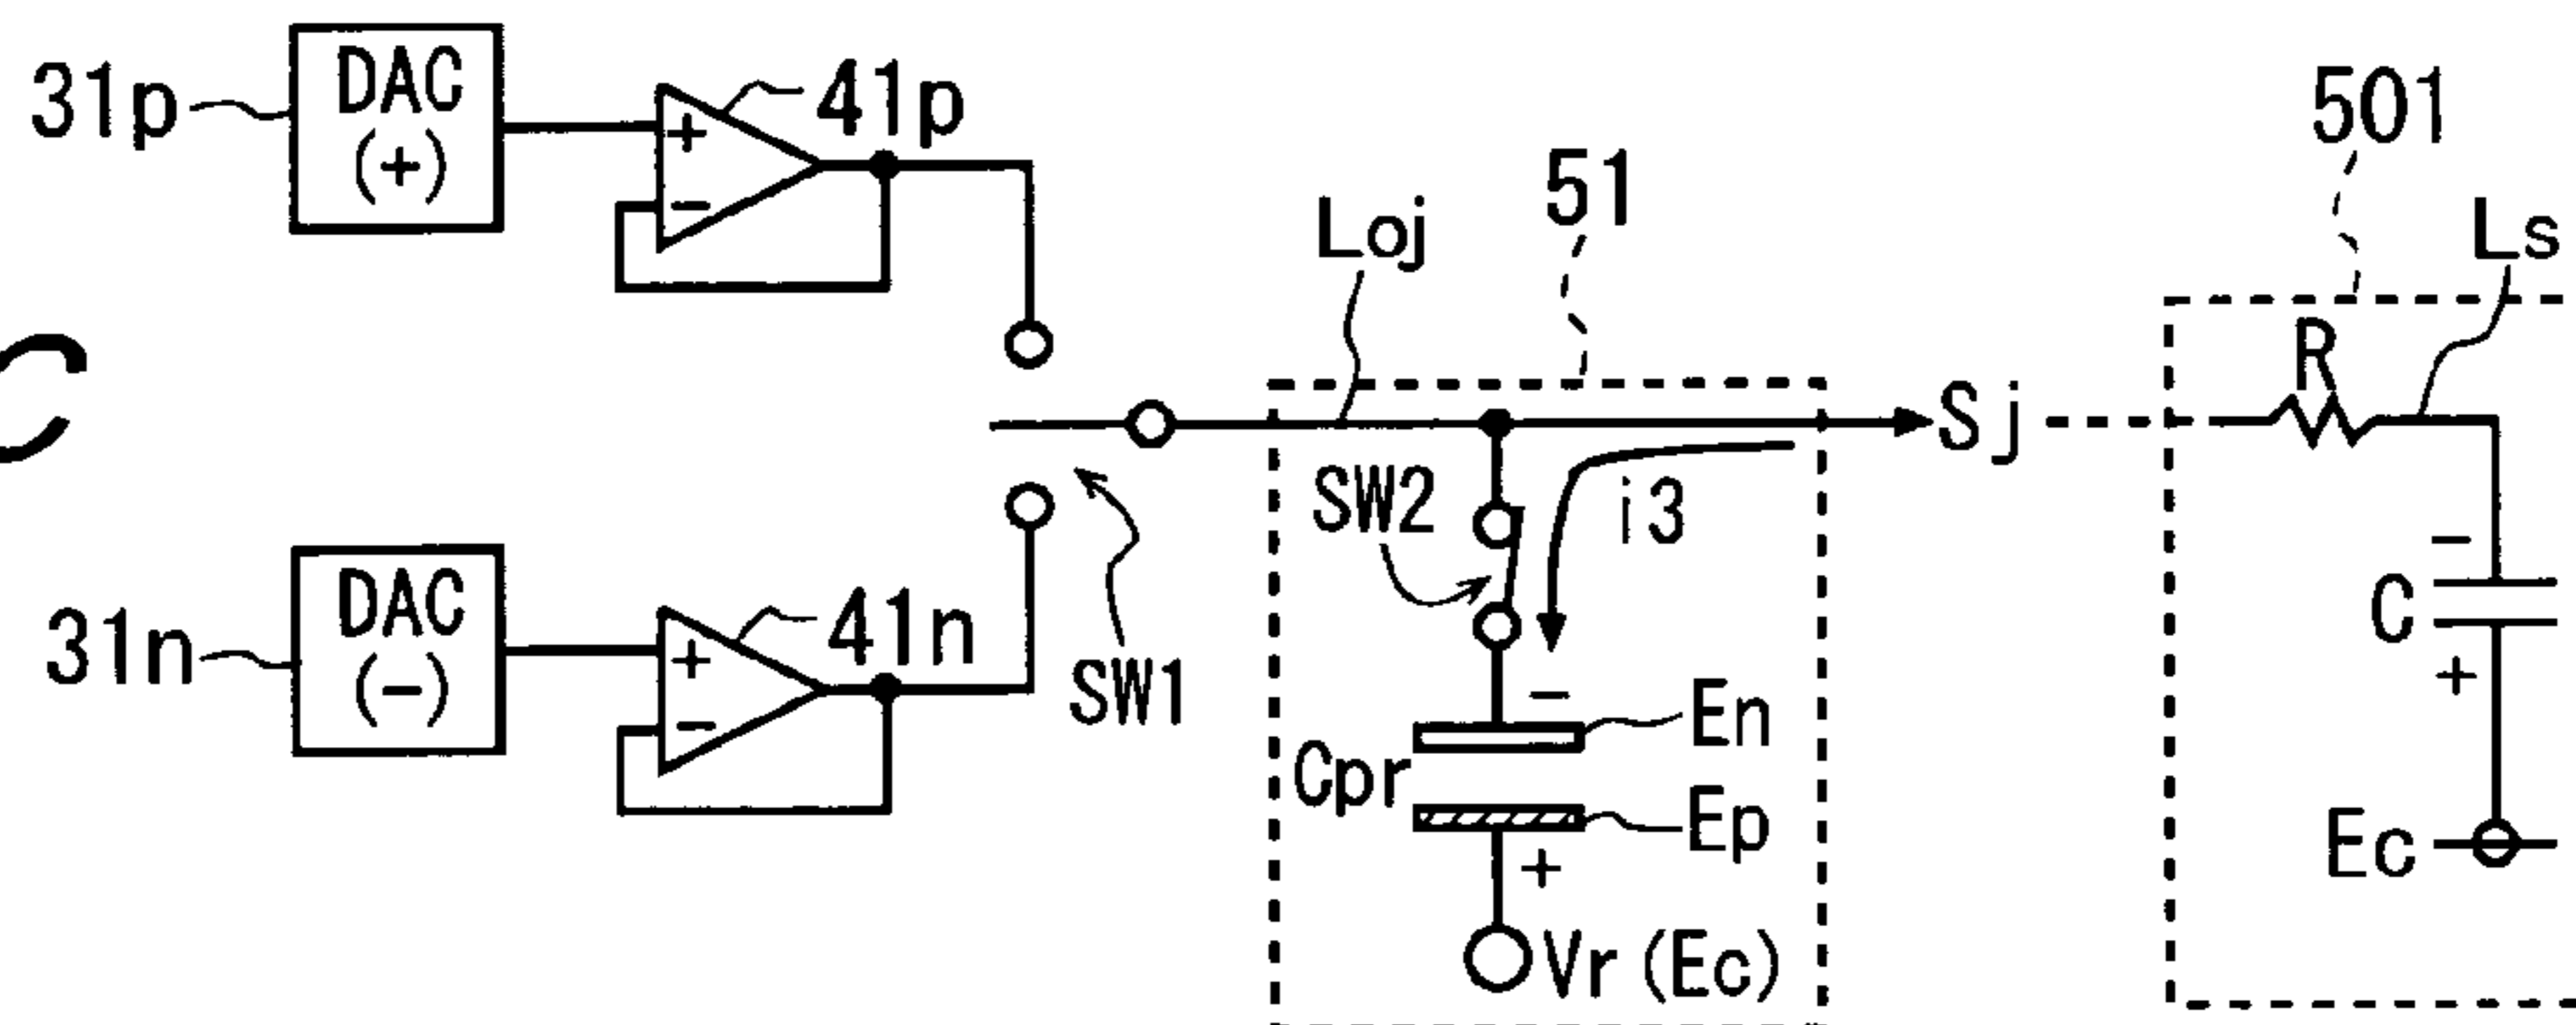 31p
DAC
(+)
+
−
41p
31n
DAC
(−)
+
−
41n
SW1
Loj
51
SW2
i3
−
Cpr
En
Ep
+
Vr(Ec)
Sj
501
Ls
R
−
C
+
Ec